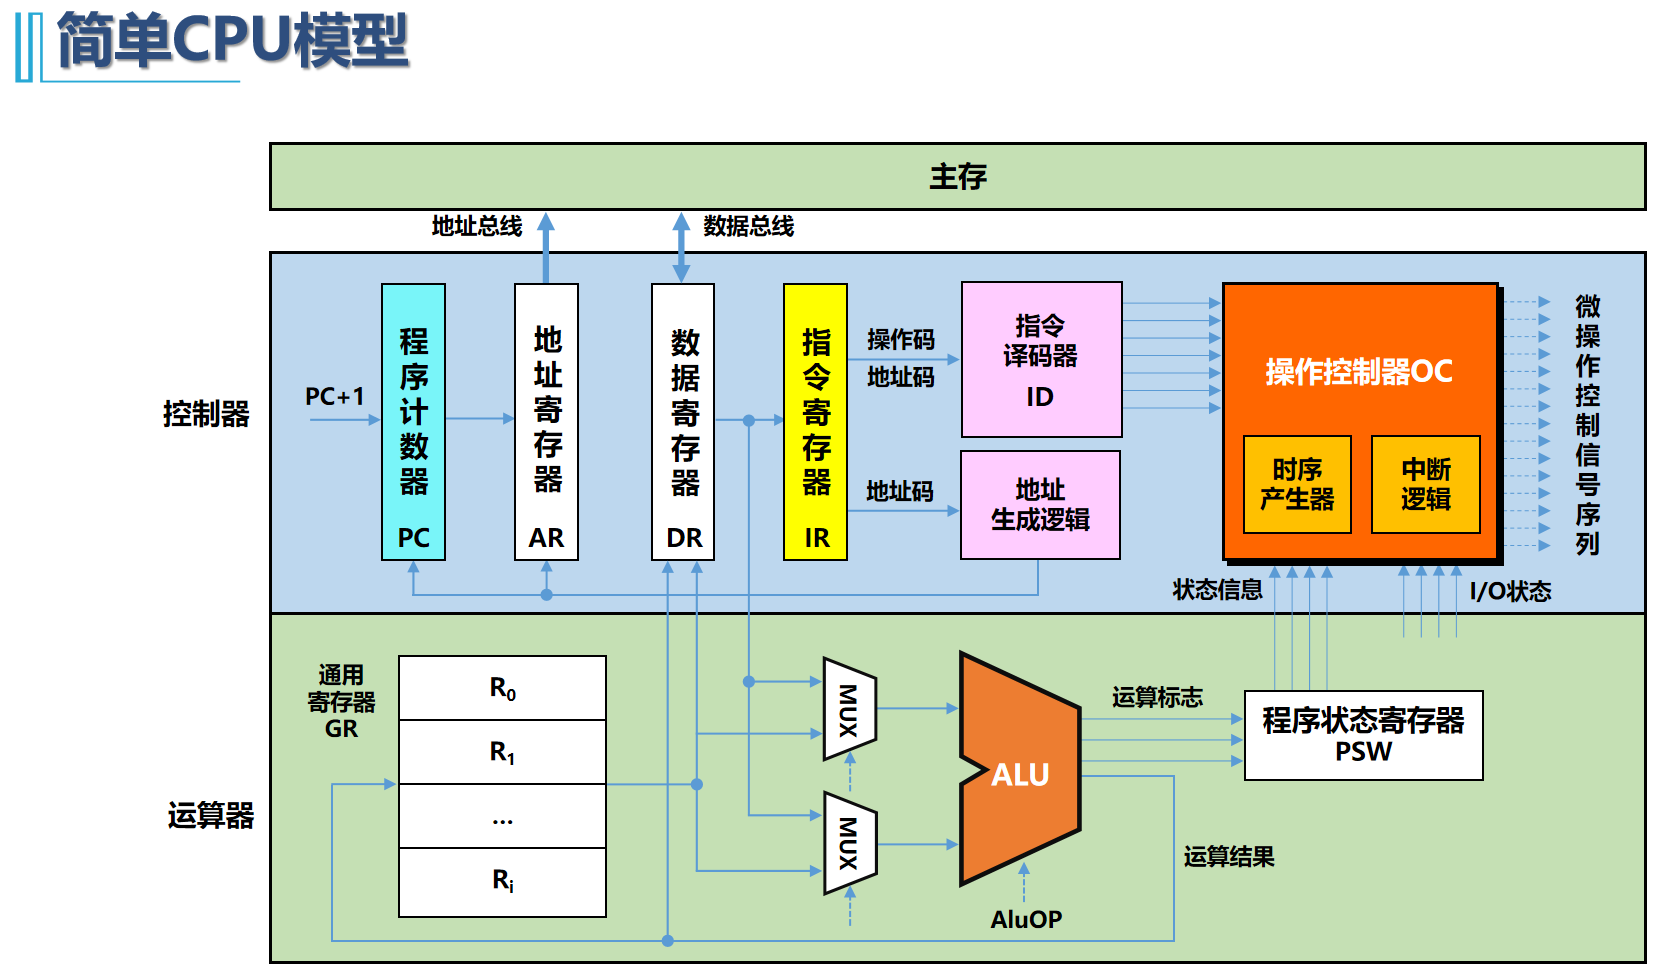 简单CPU模型
主存
地址总线
数据总线
控制器
PC+1
程序计数器
PC
地址寄存器
AR
数据寄存器
DR
指令寄存器
IR
操作码
地址码
地址码
指令
译码器
ID
地址
生成逻辑
操作控制器OC
时序
产生器
中断
逻辑
微操作控制信号序列
状态信息
I/O状态
运算器
通用
寄存器
GR
R0
R1
...
Ri
MUX
MUX
ALU
AluOP
运算标志
运算结果
程序状态寄存器
PSW